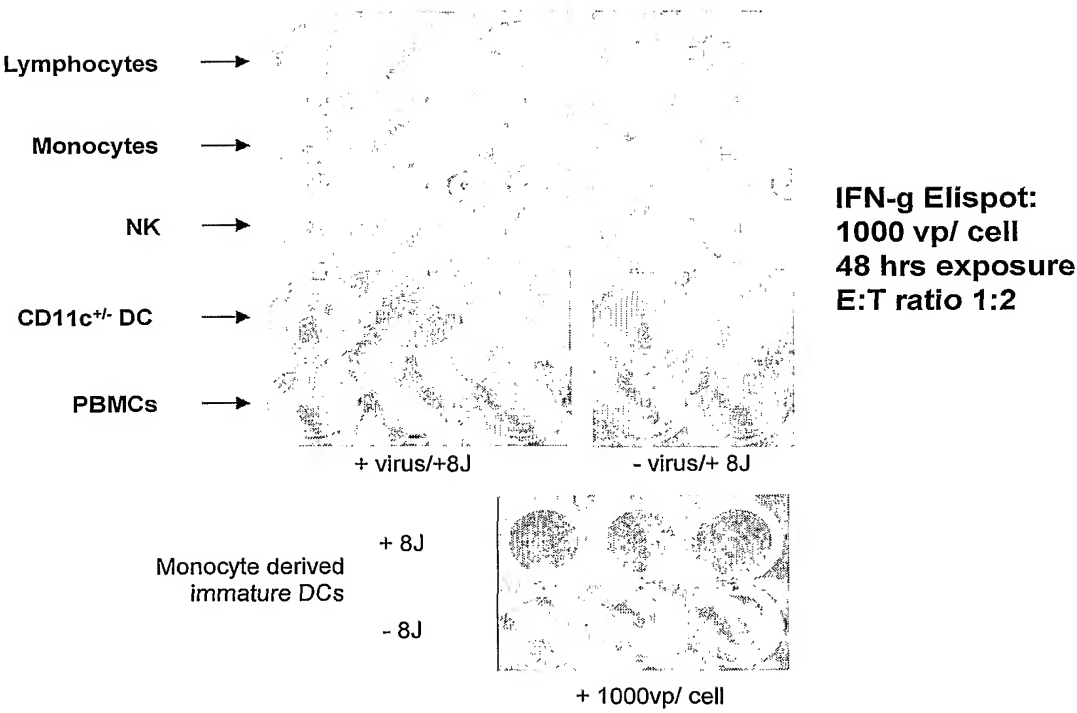 Lymphocytes
Monocytes
NK
CD11c+/- DC
PBMCs
IFN-g Elispot:
1000 vp/ cell
48 hrs exposure
E:T ratio 1:2
+ virus/+8J
- virus/+ 8J
Monocyte derived
immature DCs
+ 8J
- 8J
+ 1000vp/ cell